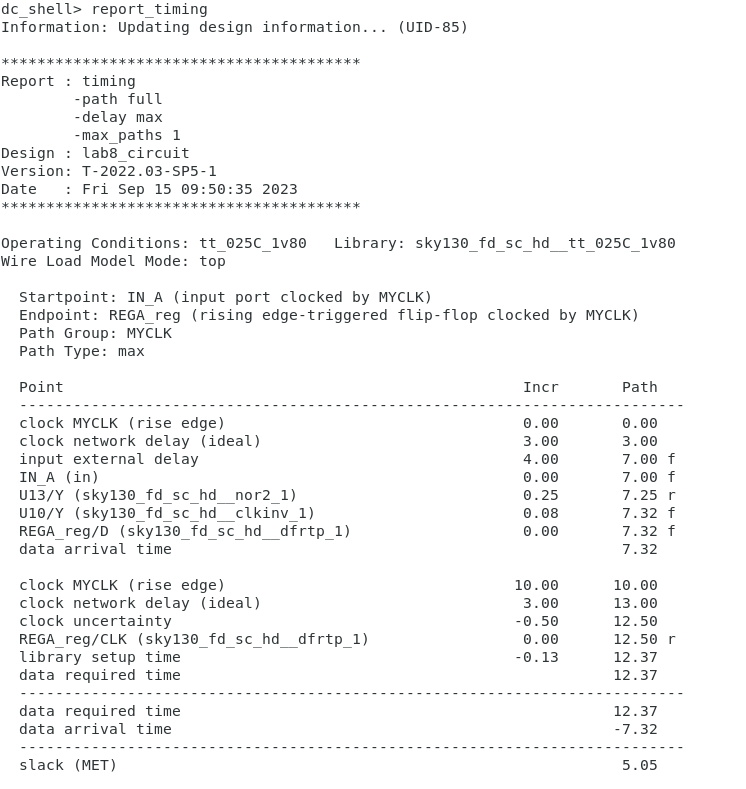 dc_shell> report_timing
Information: Updating design information... (UID-85)

****************************************
Report : timing
        -path full
        -delay max
        -max_paths 1
Design : lab8_circuit
Version: T-2022.03-SP5-1
Date   : Fri Sep 15 09:50:35 2023
****************************************

Operating Conditions: tt_025C_1v80   Library: sky130_fd_sc_hd__tt_025C_1v80
Wire Load Model Mode: top

  Startpoint: IN_A (input port clocked by MYCLK)
  Endpoint: REGA_reg (rising edge-triggered flip-flop clocked by MYCLK)
  Path Group: MYCLK
  Path Type: max

  Point                                                   Incr       Path
  --------------------------------------------------------------------------
  clock MYCLK (rise edge)                                 0.00       0.00
  clock network delay (ideal)                             3.00       3.00
  input external delay                                    4.00       7.00 f
  IN_A (in)                                               0.00       7.00 f
  U13/Y (sky130_fd_sc_hd__nor2_1)                         0.25       7.25 r
  U10/Y (sky130_fd_sc_hd__clkinv_1)                       0.08       7.32 f
  REGA_reg/D (sky130_fd_sc_hd__dfrtp_1)                   0.00       7.32 f
  data arrival time                                                  7.32

  clock MYCLK (rise edge)                                10.00      10.00
  clock network delay (ideal)                             3.00      13.00
  clock uncertainty                                      -0.50      12.50
  REGA_reg/CLK (sky130_fd_sc_hd__dfrtp_1)                 0.00      12.50 r
  library setup time                                     -0.13      12.37
  data required time                                                12.37
  --------------------------------------------------------------------------
  data required time                                                12.37
  data arrival time                                                 -7.32
  --------------------------------------------------------------------------
  slack (MET)                                                        5.05